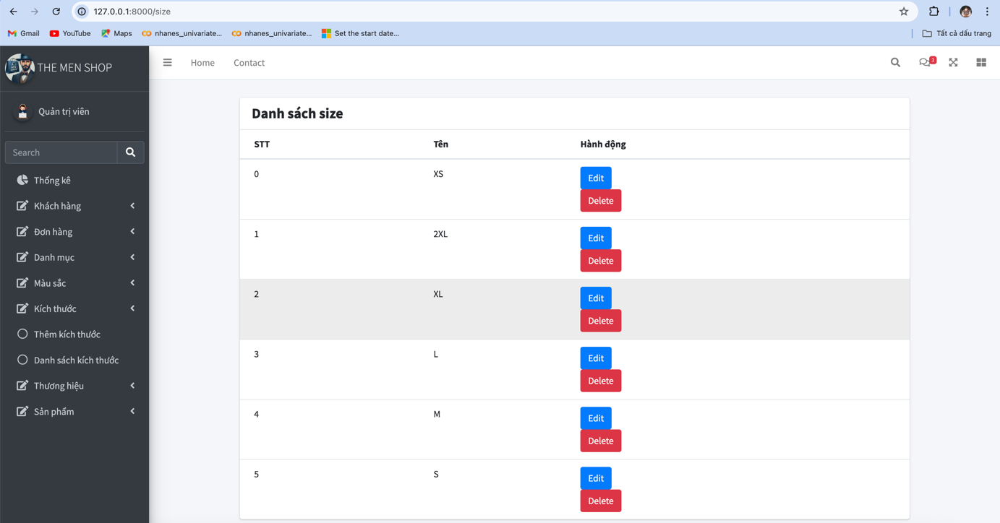 127.0.0.1:8000/size
Gmail YouTube Maps nhanes_univariate... nhanes_univariate... Set the start date... Tất cả dấu trang
THE MEN SHOP
Home Contact
3
Quản trị viên
Search
Thống kê
Khách hàng
Đơn hàng
Danh mục
Màu sắc
Kích thước
Thêm kích thước
Danh sách kích thước
Thương hiệu
Sản phẩm
Danh sách size
STT Tên Hành động
0 XS Edit
Delete
1 2XL Edit
Delete
2 XL Edit
Delete
3 L Edit
Delete
4 M Edit
Delete
5 S Edit
Delete